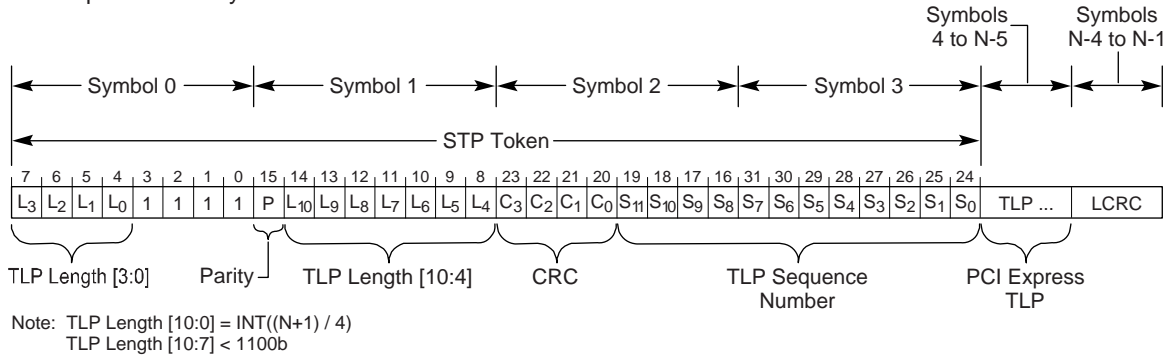 Symbols
4 to N-5
Symbols
N-4 to N-1
Symbol 0
Symbol 1
Symbol 2
Symbol 3
STP Token
7 6 5 4 3 2 1 0 15 14 13 12 11 10 9 8 23 22 21 20 19 18 17 16 31 30 29 28 27 26 25 24
L3 L2 L1 L0 1 1 1 1 P L10 L9 L8 L7 L6 L5 L4 C3 C2 C1 C0 S11 S10 S9 S8 S7 S6 S5 S4 S3 S2 S1 S0 TLP ... LCRC
TLP Length [3:0]
Parity
TLP Length [10:4]
CRC
TLP Sequence
Number
PCI Express
TLP
Note: TLP Length [10:0] = INT((N+1) / 4)
TLP Length [10:7] < 1100b